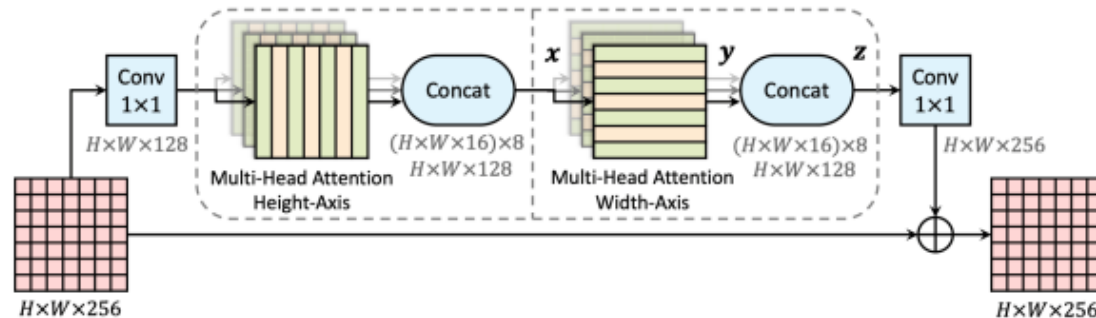 Conv
1×1
H×W×128
Multi-Head Attention
Height-Axis
Concat
(H×W×16)×8
H×W×128
x
Multi-Head Attention
Width-Axis
y
Concat
(H×W×16)×8
H×W×128
z
Conv
1×1
H×W×256
H×W×256
H×W×256